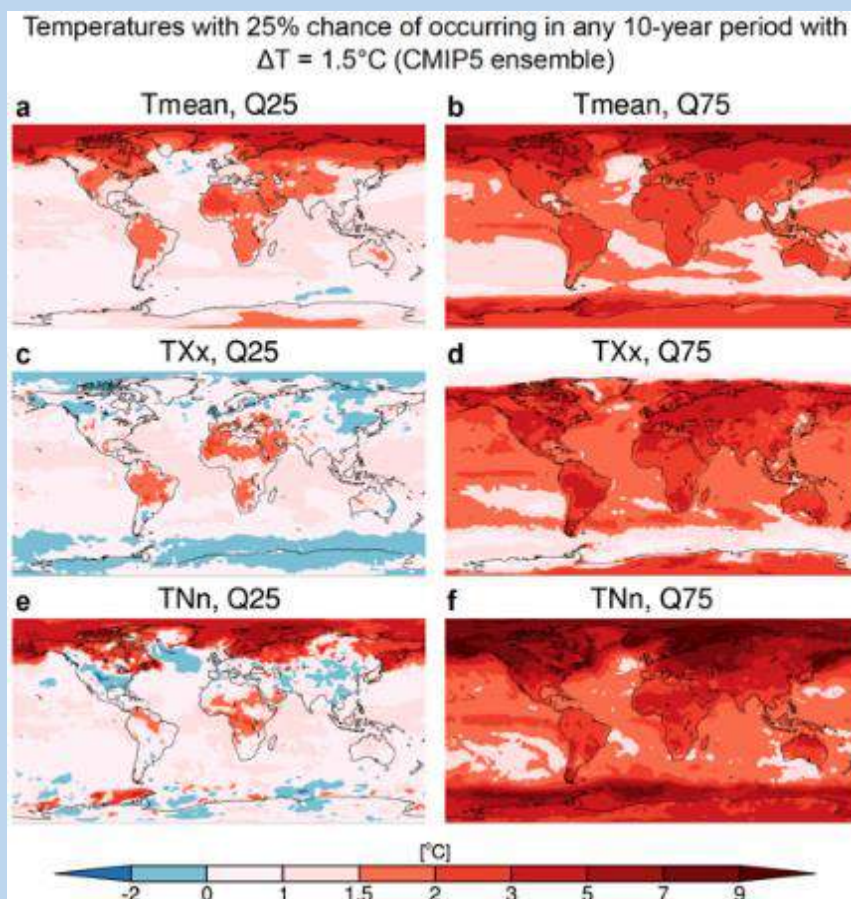 Temperatures with 25% chance of occurring in any 10-year period with
ΔT = 1.5°C (CMIP5 ensemble)
a Tmean, Q25
b Tmean, Q75
c TXx, Q25
d TXx, Q75
e TNn, Q25
f TNn, Q75
[°C]
-2 0 1 1.5 2 3 5 7 9